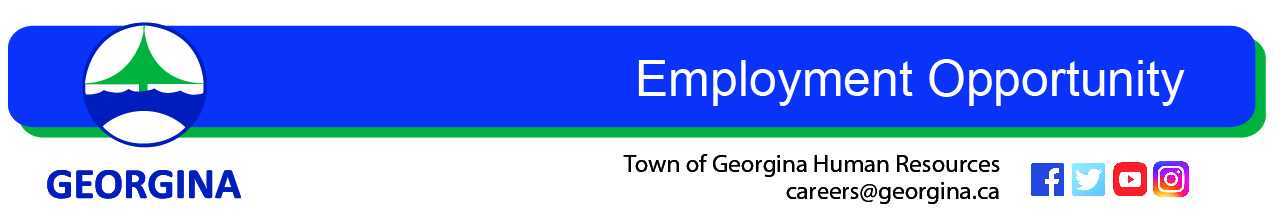 Employment Opportunity
GEORGINA
Town of Georgina Human Resources
careers@georgina.ca